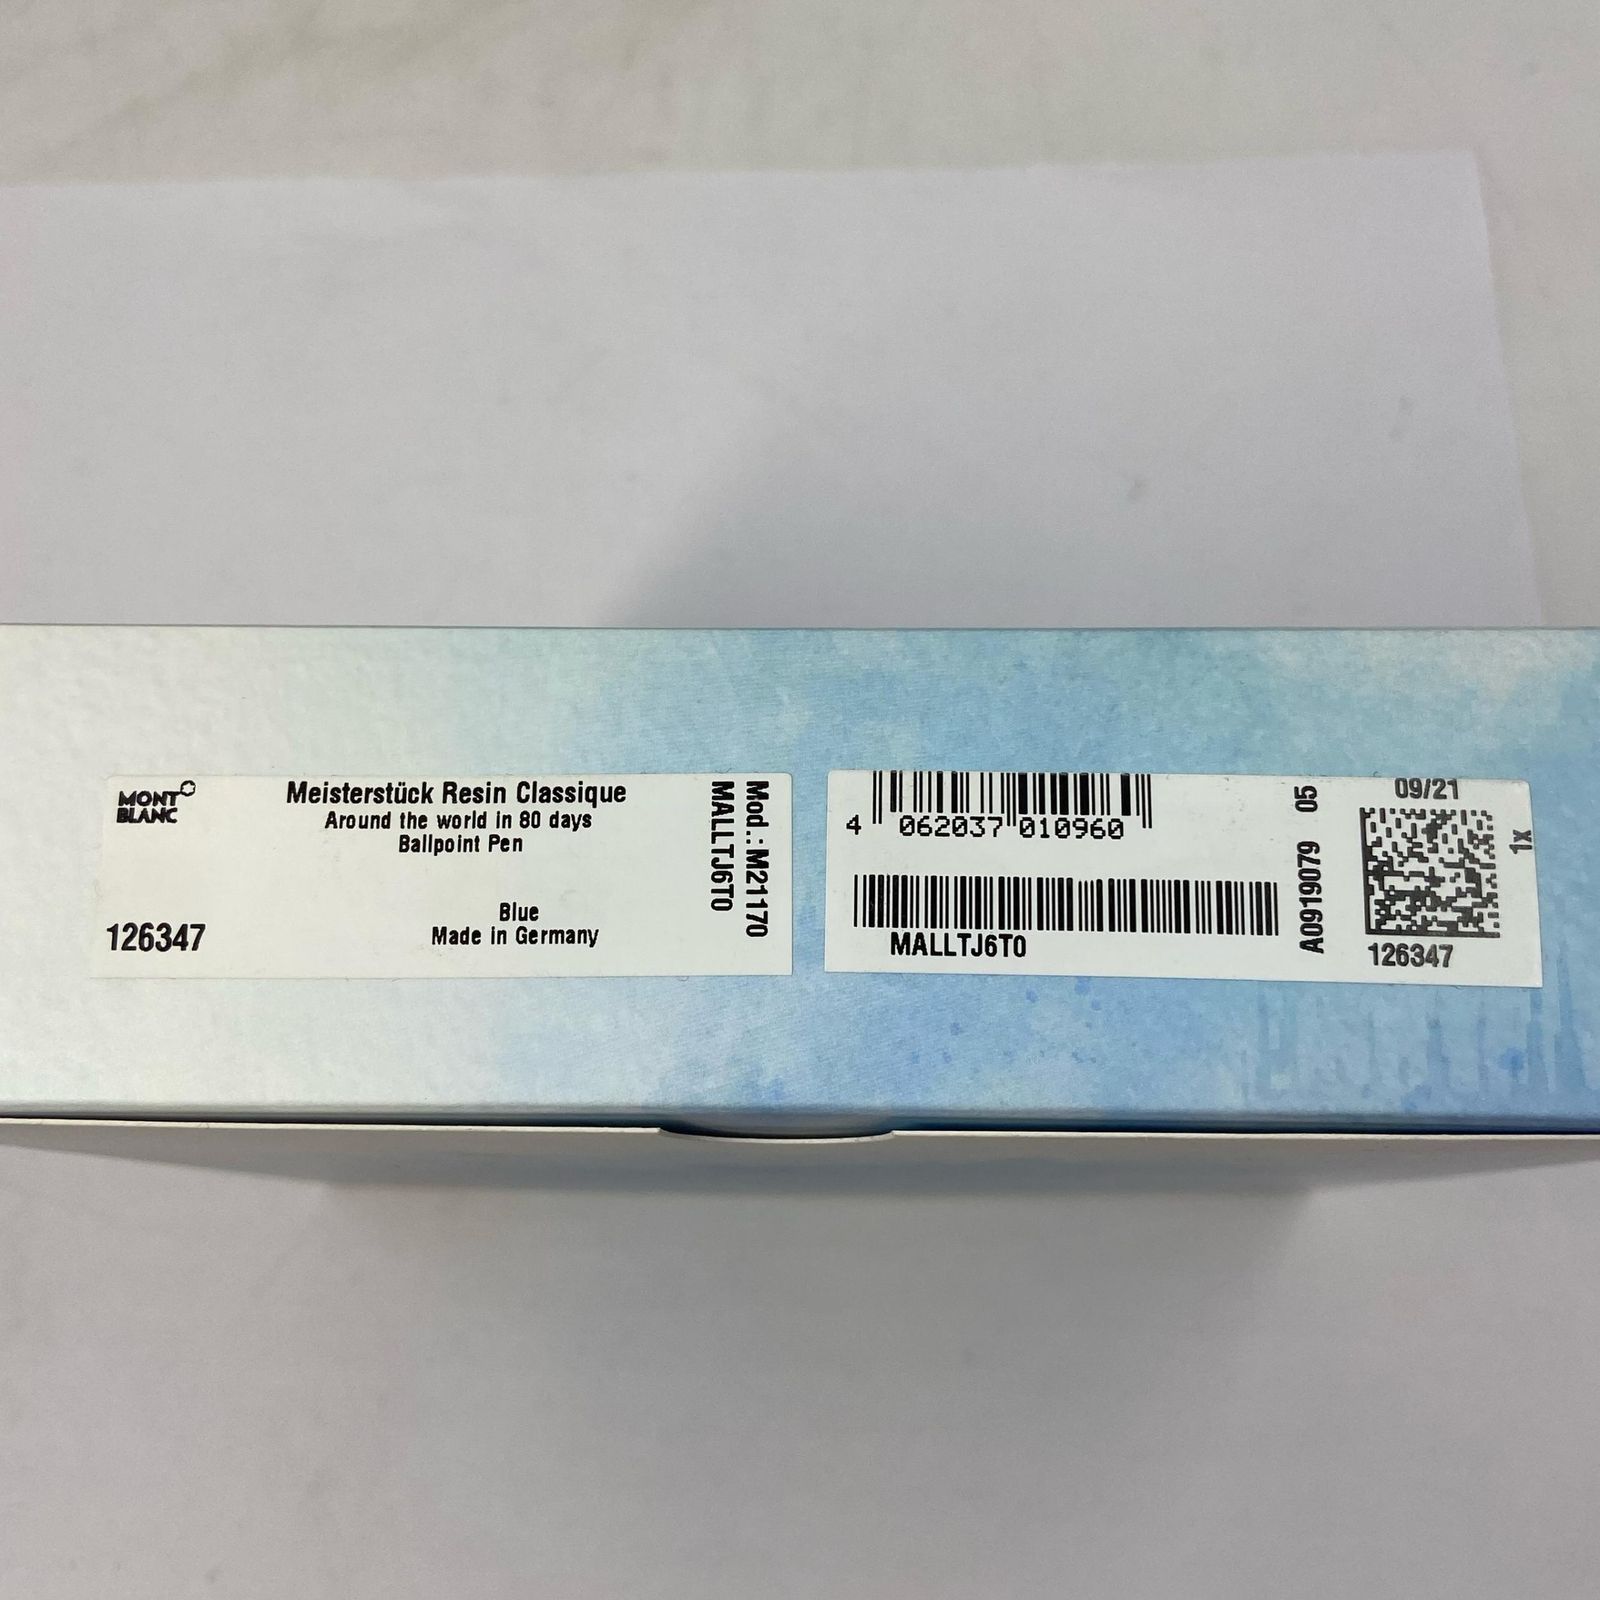 MONT
BLANC
Meisterstück Resin Classique
Around the world in 80 days
Ballpoint Pen
Blue
Made in Germany
126347
Mod.: M21170
MALLTJ6T0
4 062037 010960
MALLTJ6T0
A0919079 05
09/21
1x
126347